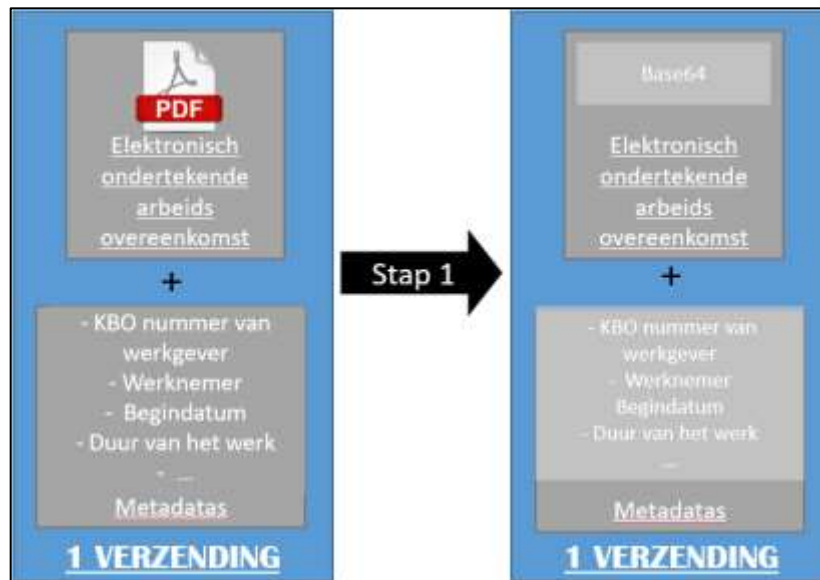 PDF
Elektronisch
ondertekende
arbeids
overeenkomst
+
- KBO nummer van
werkgever
- Werknemer
- Begindatum
- Duur van het werk
- ...
Metadatas
1 VERZENDING
Stap 1
Base64
Elektronisch
ondertekende
arbeids
overeenkomst
+
- KBO nummer van
werkgever
- Werknemer
Begindatum
- Duur van het werk
...
Metadatas
1 VERZENDING